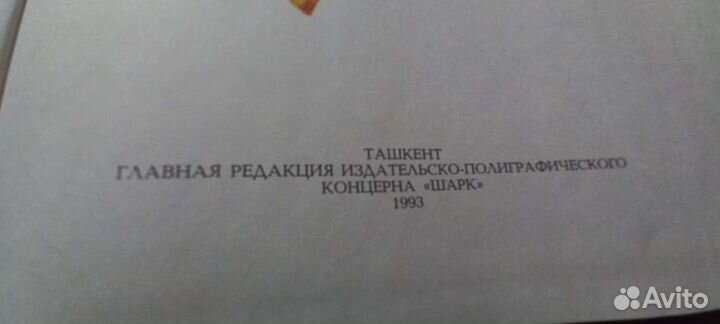 ТАШКЕНТ
ГЛАВНАЯ РЕДАКЦИЯ ИЗДАТЕЛЬСКО-ПОЛИГРАФИЧЕСКОГО
КОНЦЕРНА «ШАРК»
1993
Avito